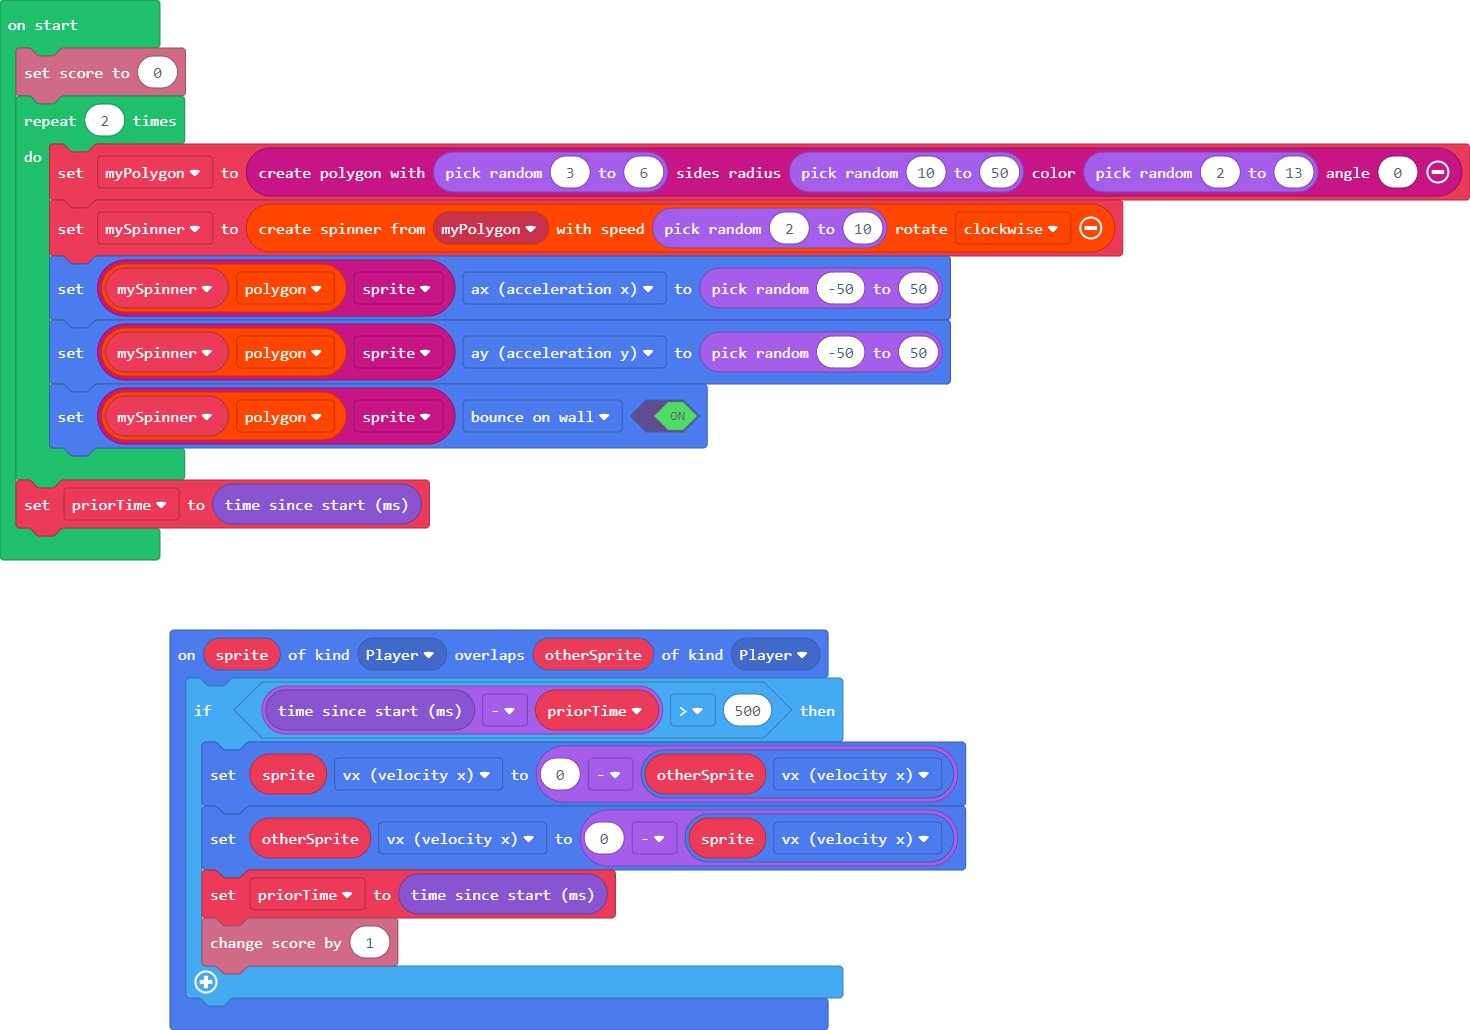 on start
set score to 0
repeat 2 times
do set myPolygon to create polygon with pick random 3 to 6 sides radius pick random 10 to 50 color pick random 2 to 13 angle 0
set mySpinner to create spinner from myPolygon with speed pick random 2 to 10 rotate clockwise
set mySpinner polygon sprite ax (acceleration x) to pick random -50 to 50
set mySpinner polygon sprite ay (acceleration y) to pick random -50 to 50
set mySpinner polygon sprite bounce on wall ON
set priorTime to time since start (ms)
on sprite of kind Player overlaps otherSprite of kind Player
if time since start (ms) - priorTime > 500 then
set sprite vx (velocity x) to 0 - otherSprite vx (velocity x)
set otherSprite vx (velocity x) to 0 - sprite vx (velocity x)
set priorTime to time since start (ms)
change score by 1